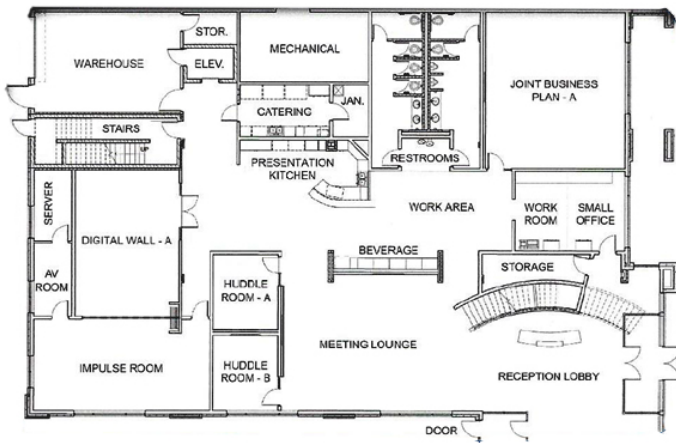 STOR.
MECHANICAL
WAREHOUSE
ELEV.
JOINT BUSINESS
PLAN - A
CATERING
JAN.
STAIRS
PRESENTATION
KITCHEN
RESTROOMS
SERVER
WORK AREA
WORK
ROOM
SMALL
OFFICE
DIGITAL WALL - A
BEVERAGE
STORAGE
AV
ROOM
HUDDLE
ROOM - A
MEETING LOUNGE
IMPULSE ROOM
HUDDLE
ROOM - B
RECEPTION LOBBY
DOOR